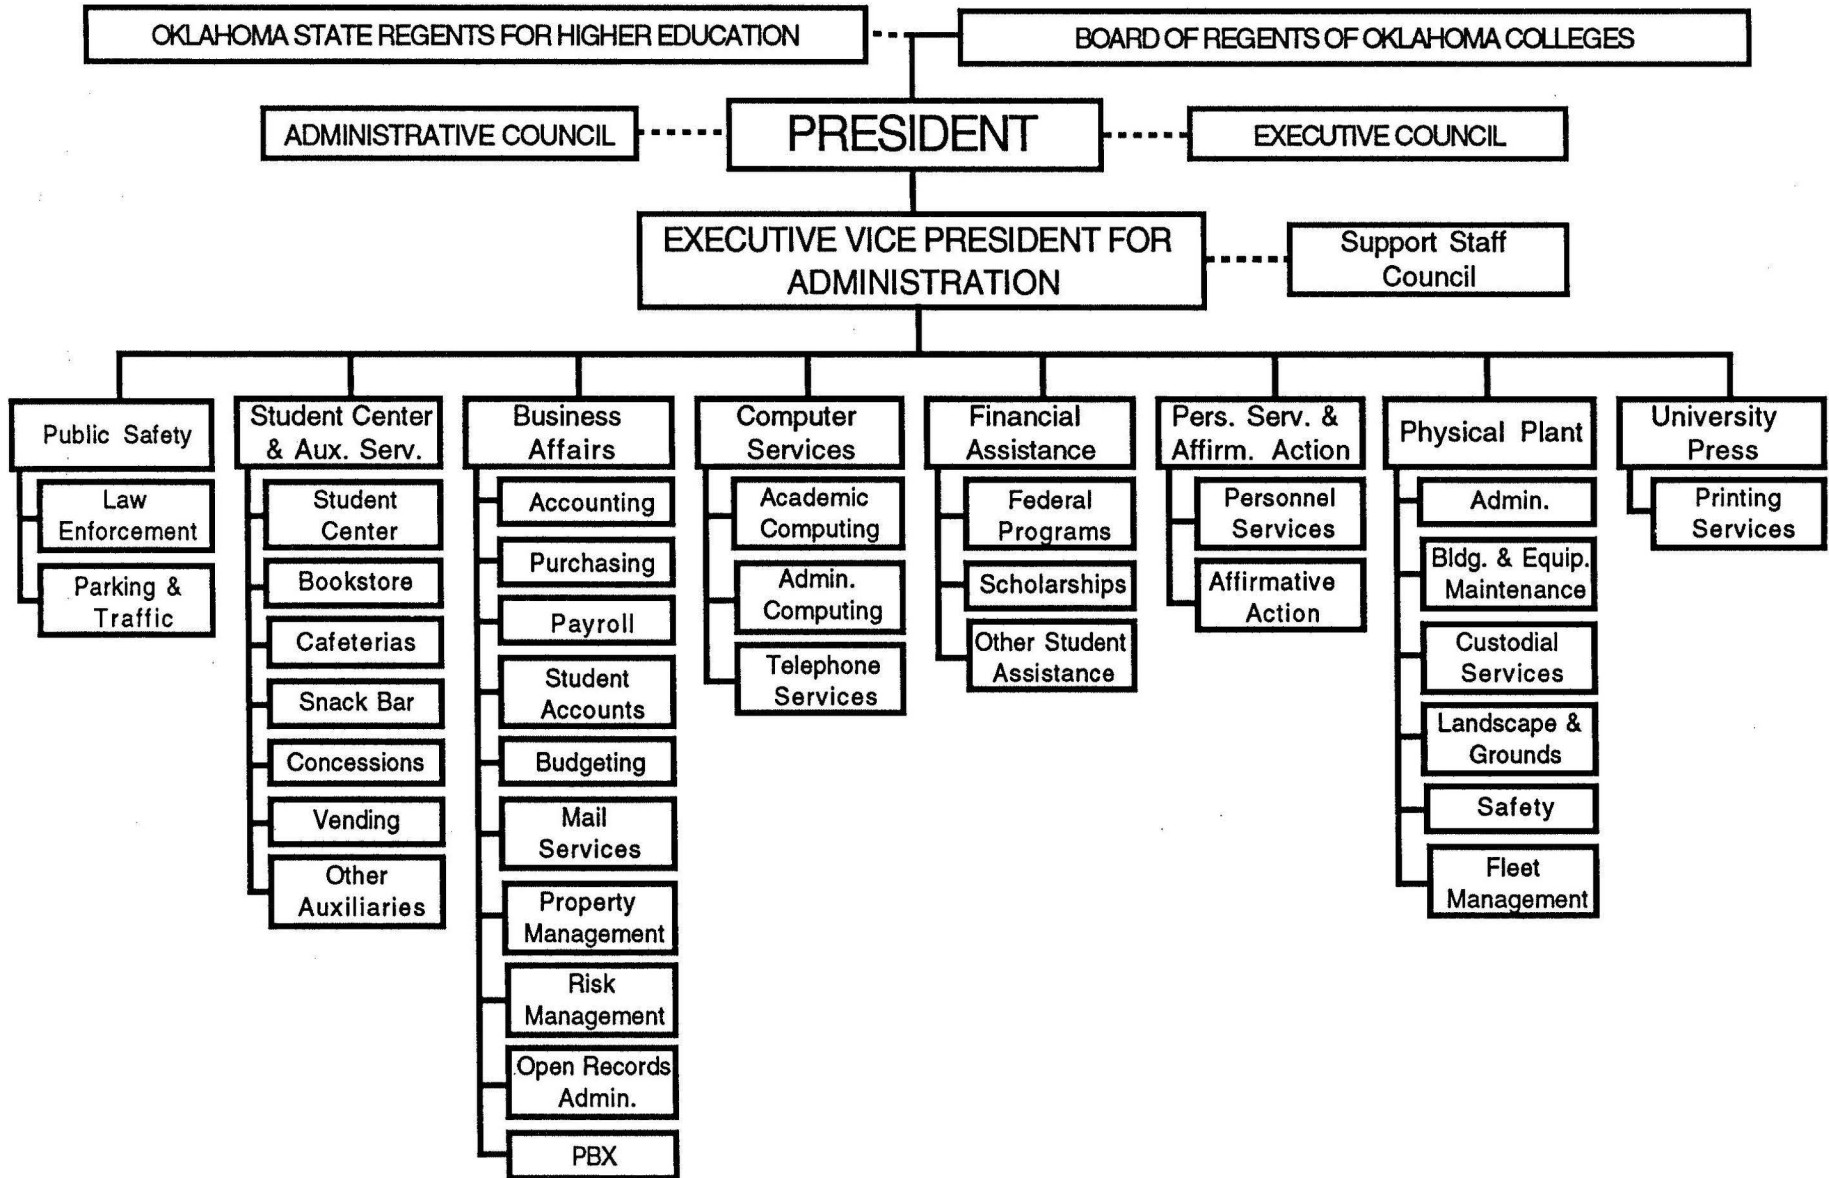 OKLAHOMA STATE REGENTS FOR HIGHER EDUCATION
BOARD OF REGENTS OF OKLAHOMA COLLEGES
ADMINISTRATIVE COUNCIL
PRESIDENT
EXECUTIVE COUNCIL
EXECUTIVE VICE PRESIDENT FOR
ADMINISTRATION
Support Staff
Council
Public Safety
Law
Enforcement
Parking &
Traffic
Student Center
& Aux. Serv.
Student
Center
Bookstore
Cafeterias
Snack Bar
Concessions
Vending
Other
Auxiliaries
Business
Affairs
Accounting
Purchasing
Payroll
Student
Accounts
Budgeting
Mail
Services
Property
Management
Risk
Management
Open Records
Admin.
PBX
Computer
Services
Academic
Computing
Admin.
Computing
Telephone
Services
Financial
Assistance
Federal
Programs
Scholarships
Other Student
Assistance
Pers. Serv. &
Affirm. Action
Personnel
Services
Affirmative
Action
Physical Plant
Admin.
Bldg. & Equip.
Maintenance
Custodial
Services
Landscape &
Grounds
Safety
Fleet
Management
University
Press
Printing
Services